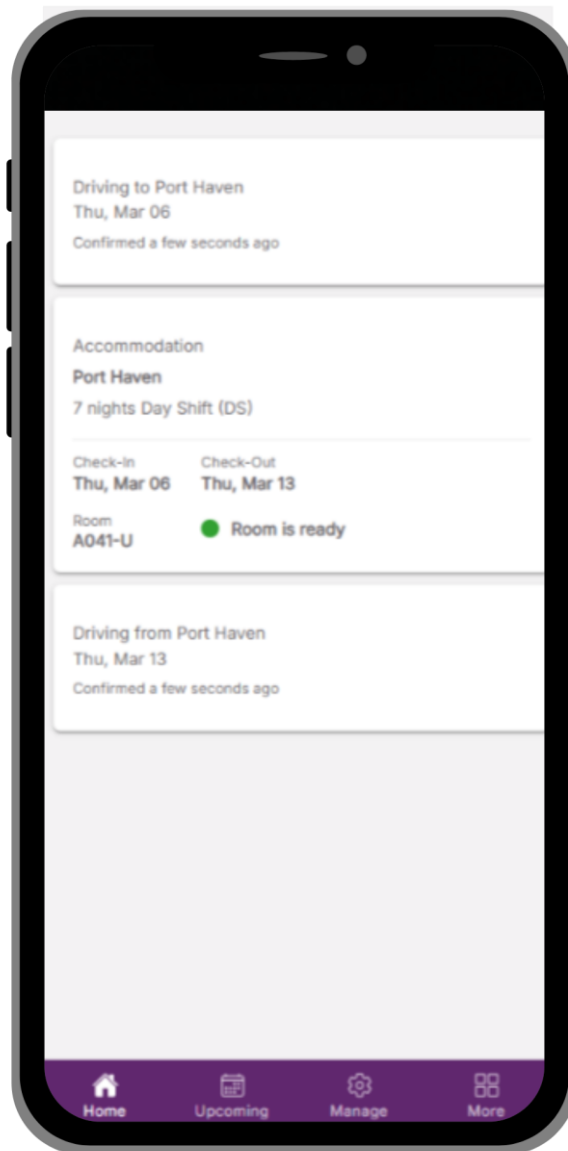 Driving to Port Haven
Thu, Mar 06
Confirmed a few seconds ago
Accommodation
Port Haven
7 nights Day Shift (DS)
Check-In Check-Out
Thu, Mar 06 Thu, Mar 13
Room
A041-U Room is ready
Driving from Port Haven
Thu, Mar 13
Confirmed a few seconds ago
Home Upcoming Manage More